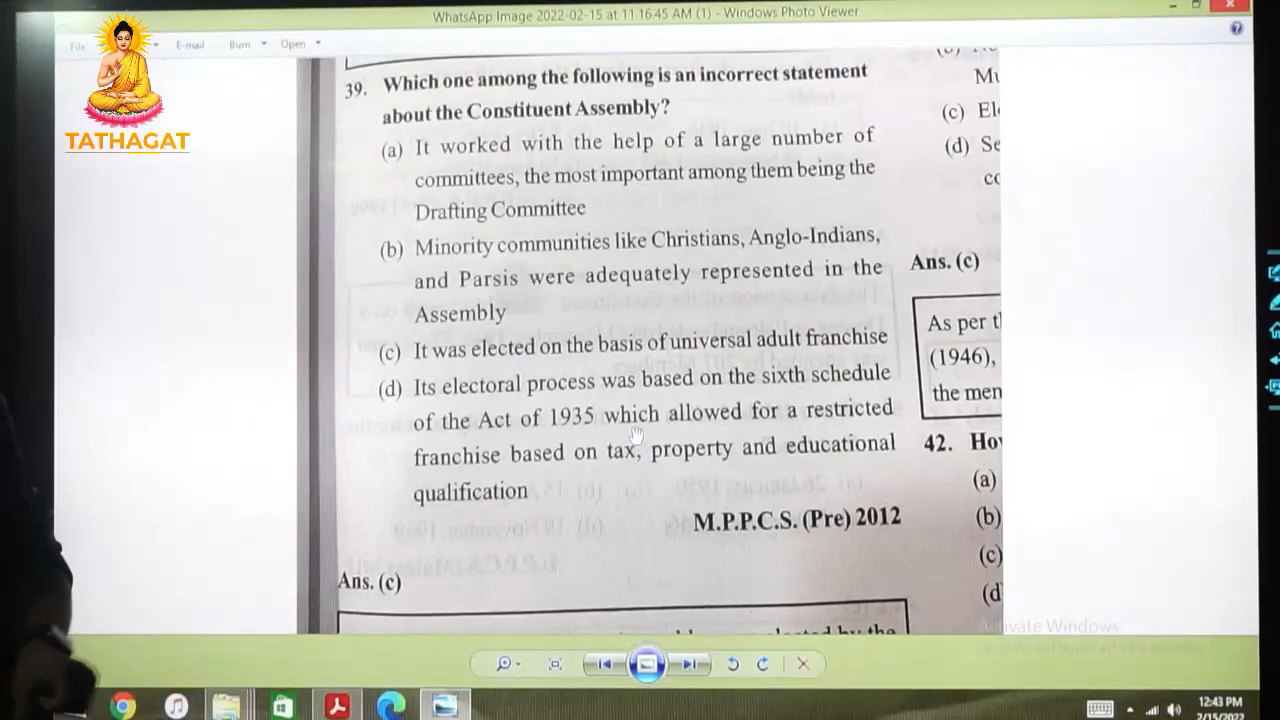 WhatsApp Image 2022-02-15 at 11.16.45 AM (1) - Windows Photo Viewer
File E-mail Burn Open
TATHAGAT
39. Which one among the following is an incorrect statement
about the Constituent Assembly?
(a) It worked with the help of a large number of
committees, the most important among them being the
Drafting Committee
(b) Minority communities like Christians, Anglo-Indians,
and Parsis were adequately represented in the
Assembly
(c) It was elected on the basis of universal adult franchise
(d) Its electoral process was based on the sixth schedule
of the Act of 1935 which allowed for a restricted
franchise based on tax, property and educational
qualification
M.P.P.C.S. (Pre) 2012
Ans. (c)
by the
(c)
(d)
Ans. (c)
As per
(1946),
the
42.
(a)
(b)
(c)
(d
Activate Windows
12:43 PM
2/15/2022